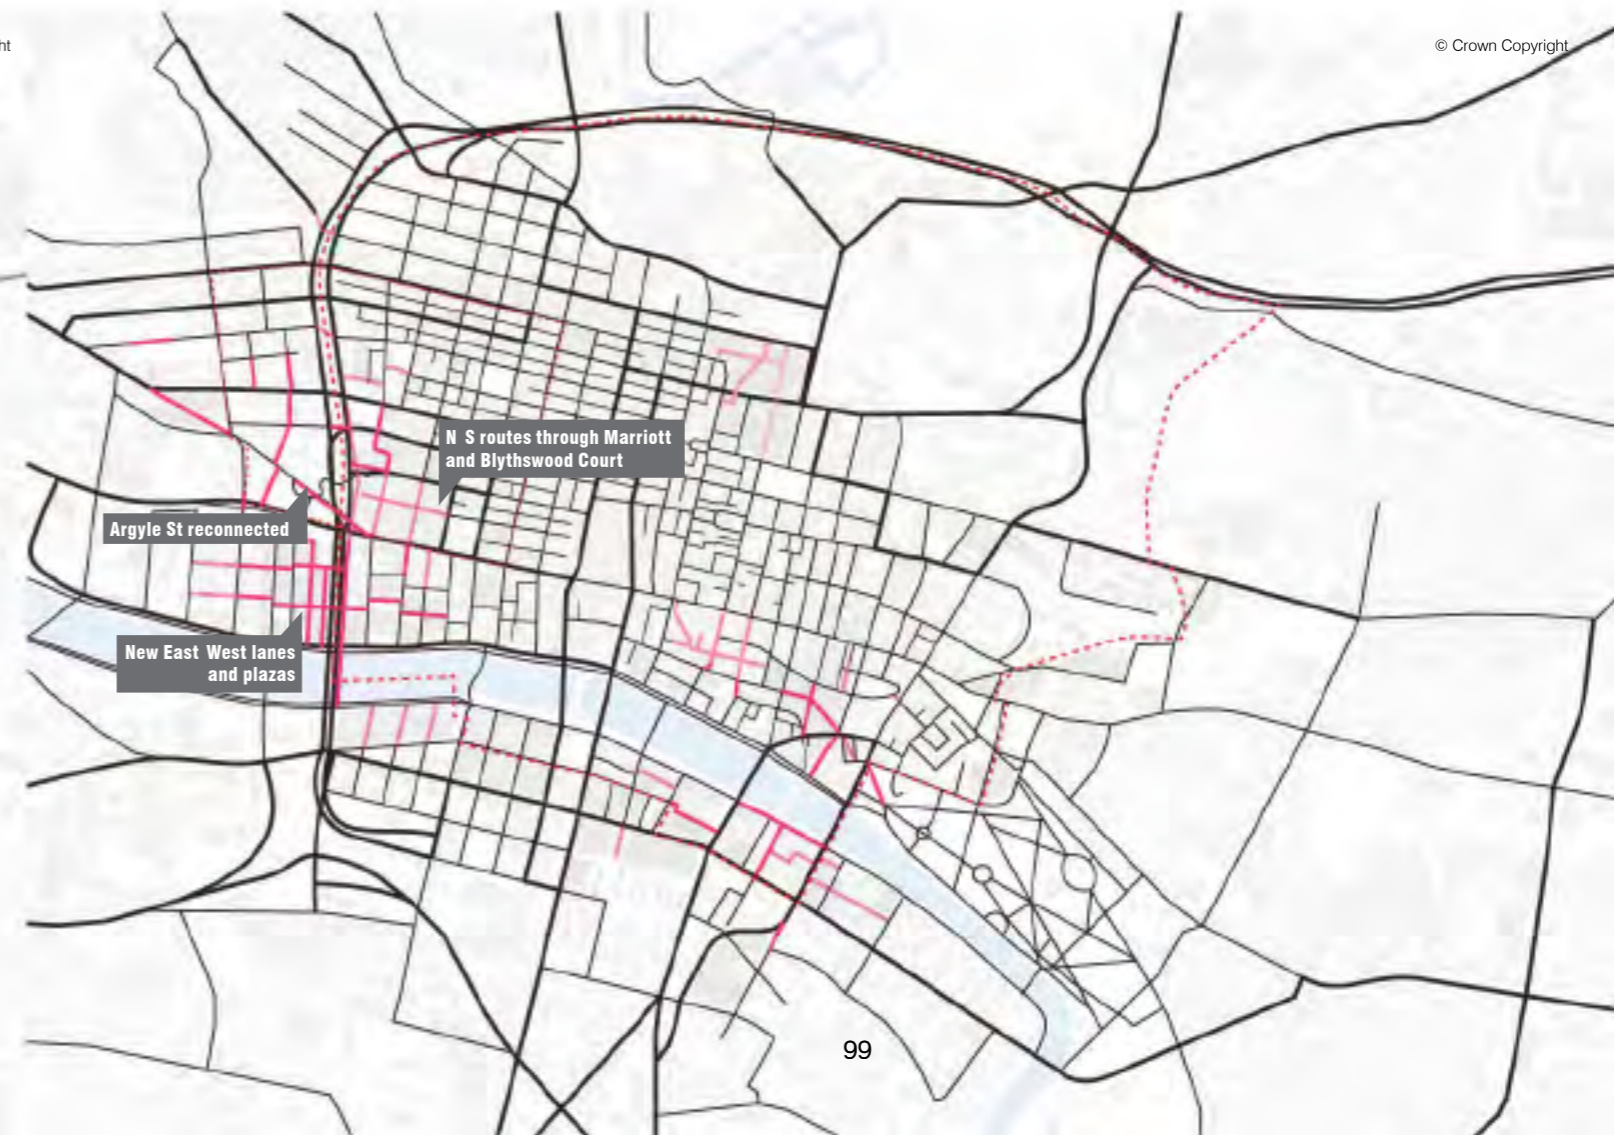 ht
© Crown Copyright
N S routes through Marriott
and Blythswood Court
Argyle St reconnected
New East West lanes
and plazas
99